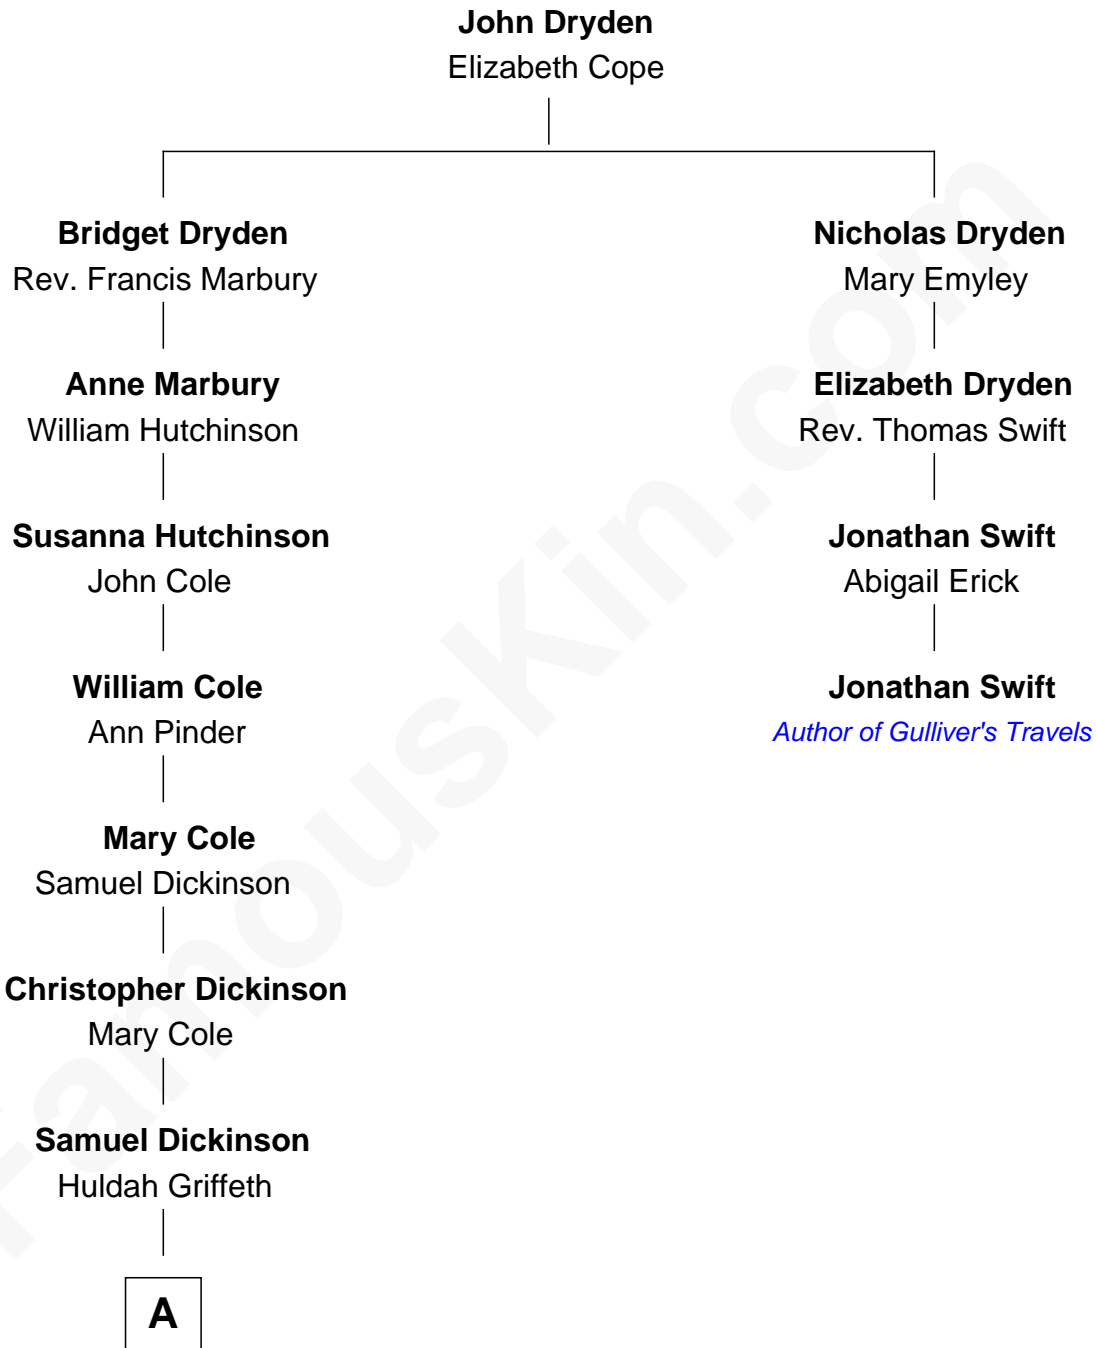 John Dryden
Elizabeth Cope
Bridget Dryden
Rev. Francis Marbury
Nicholas Dryden
Mary Emyley
Anne Marbury
William Hutchinson
Elizabeth Dryden
Rev. Thomas Swift
Susanna Hutchinson
John Cole
Jonathan Swift
Abigail Erick
William Cole
Ann Pinder
Jonathan Swift
Author of Gulliver's Travels
Mary Cole
Samuel Dickinson
Christopher Dickinson
Mary Cole
Samuel Dickinson
Huldah Griffeth
A
FamousKin.com